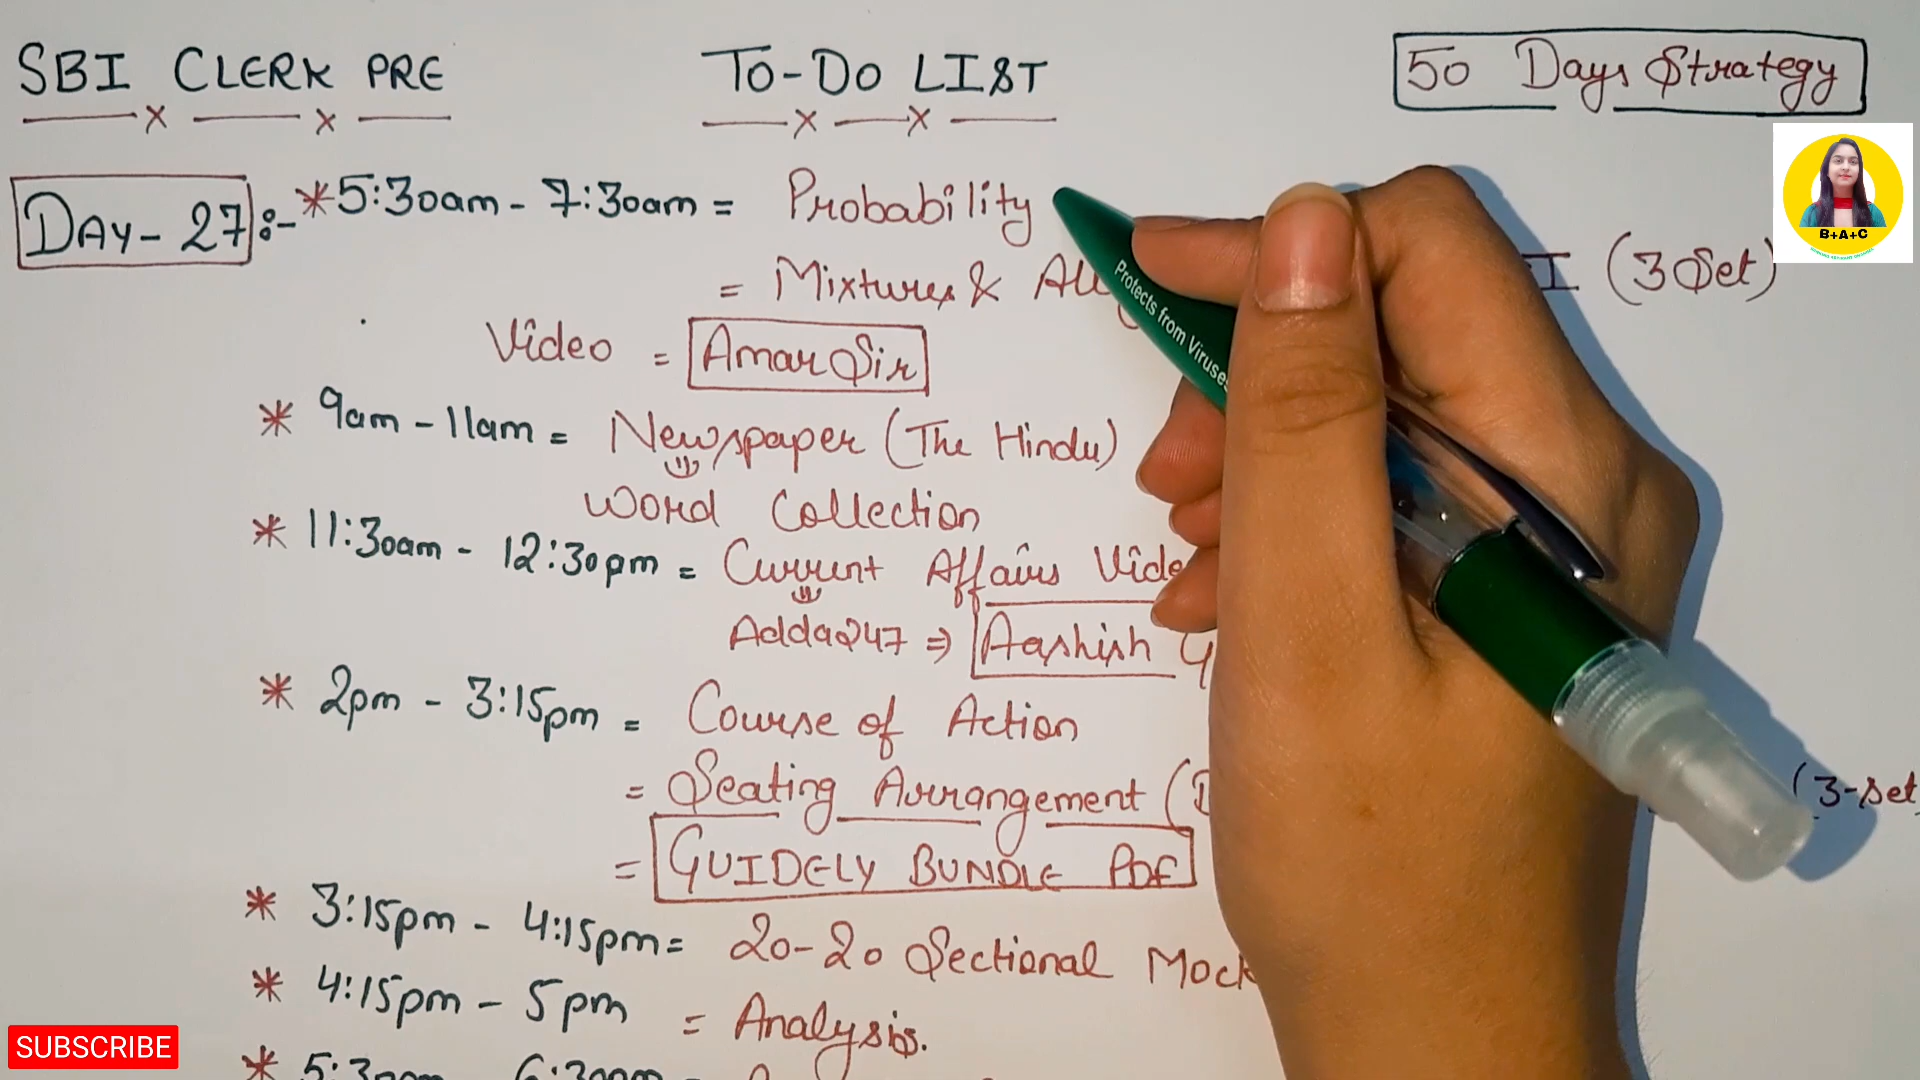 SBI CLERK PRE TO-DO LIST 50 Days Strategy
DAY-27:- *5:30am - 7:30am = Probability
= Mixtures & I (3 Set)
Video = Amar Sir
* 9am - 11am = Newspaper (The Hindu)
Word Collection
* 11:30am - 12:30pm = Current Affairs
Adda247 ⇒ Aashish
* 2pm - 3:15pm = Course of Action
= Seating Arrangement ( (3-set
= GUIDELY BUNDLE PDF
* 3:15pm - 4:15pm = 20-20 Sectional Mock
* 4:15pm - 5pm = Analysis.
*
B+A+C
Protects from Viruses
SUBSCRIBE